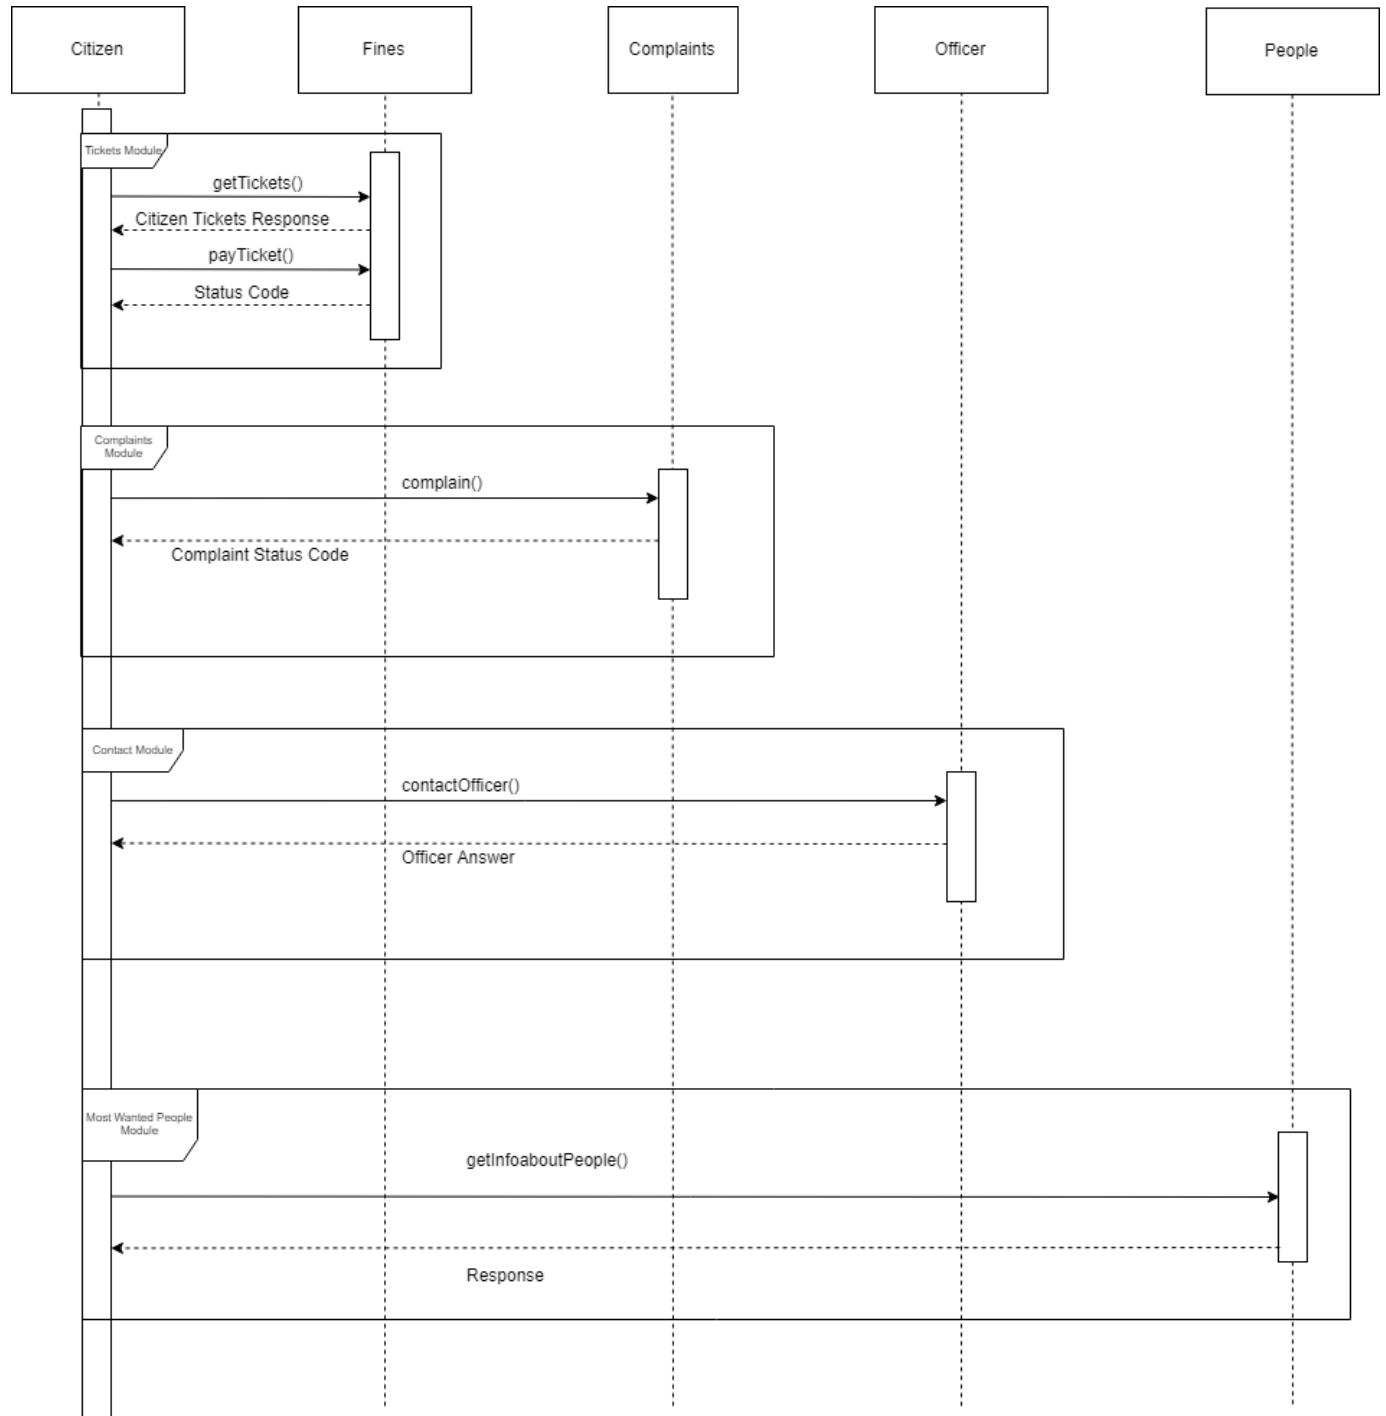 Citizen
Fines
Complaints
Officer
People
Tickets Module
getTickets()
Citizen Tickets Response
payTicket()
Status Code
Complaints
Module
complain()
Complaint Status Code
Contact Module
contactOfficer()
Officer Answer
Most Wanted People
Module
getInfoaboutPeople()
Response